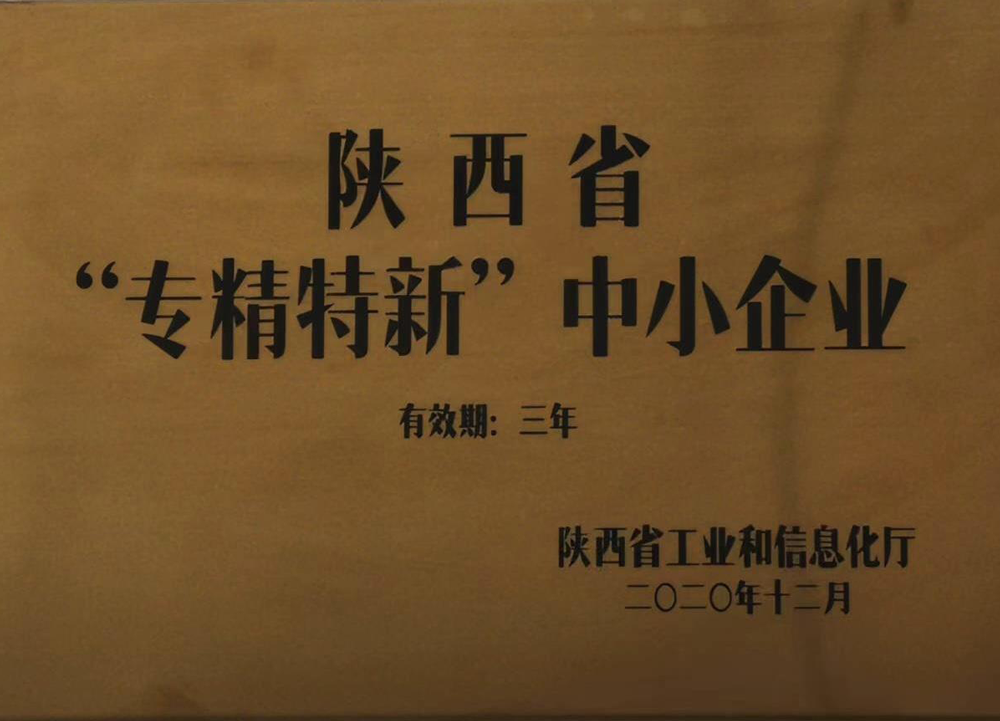 陕西省
“专精特新”中小企业
有效期：三年
陕西省工业和信息化厅
二〇二〇年十二月